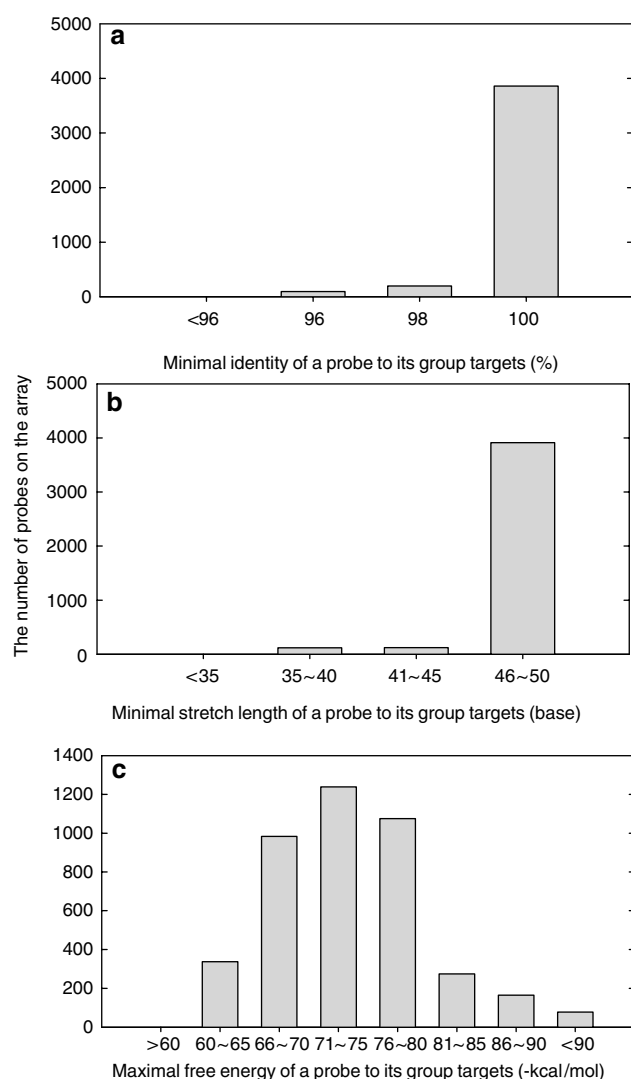 a
5000
4000
3000
2000
1000
0
<96 96 98 100
Minimal identity of a probe to its group targets (%)
The number of probes on the array
b
5000
4000
3000
2000
1000
0
<35 35~40 41~45 46~50
Minimal stretch length of a probe to its group targets (base)
c
1400
1200
1000
800
600
400
200
0
>60 60~65 66~70 71~75 76~80 81~85 86~90 <90
Maximal free energy of a probe to its group targets (-kcal/mol)